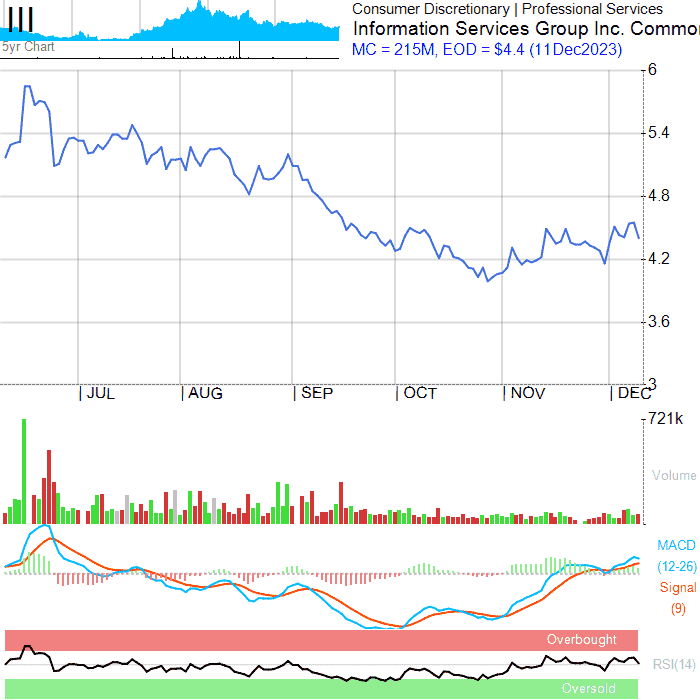 III
5yr Chart
Consumer Discretionary | Professional Services
Information Services Group Inc. Common
MC = 215M, EOD = $4.4 (11Dec2023)
6
5.4
4.8
4.2
3.6
3
| JUL | AUG | SEP | OCT | NOV | DEC
721k
Volume
MACD
(12-26)
Signal
(9)
Overbought
RSI(14)
Oversold